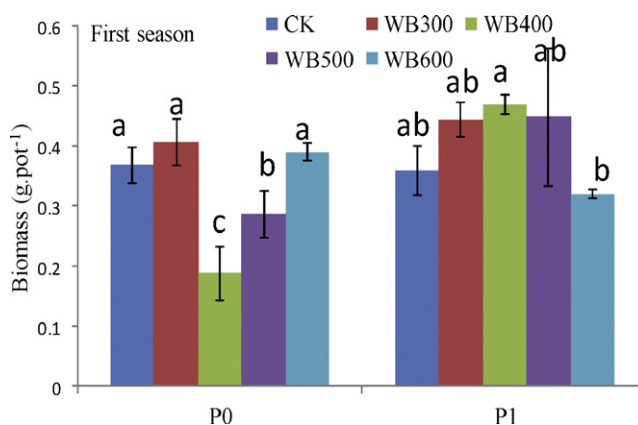 First season
CK WB300 WB400
WB500 WB600
Biomass (g.pot⁻¹)
0.6
0.5
0.4
0.3
0.2
0.1
0
a a c b a
ab ab a ab b
P0 P1